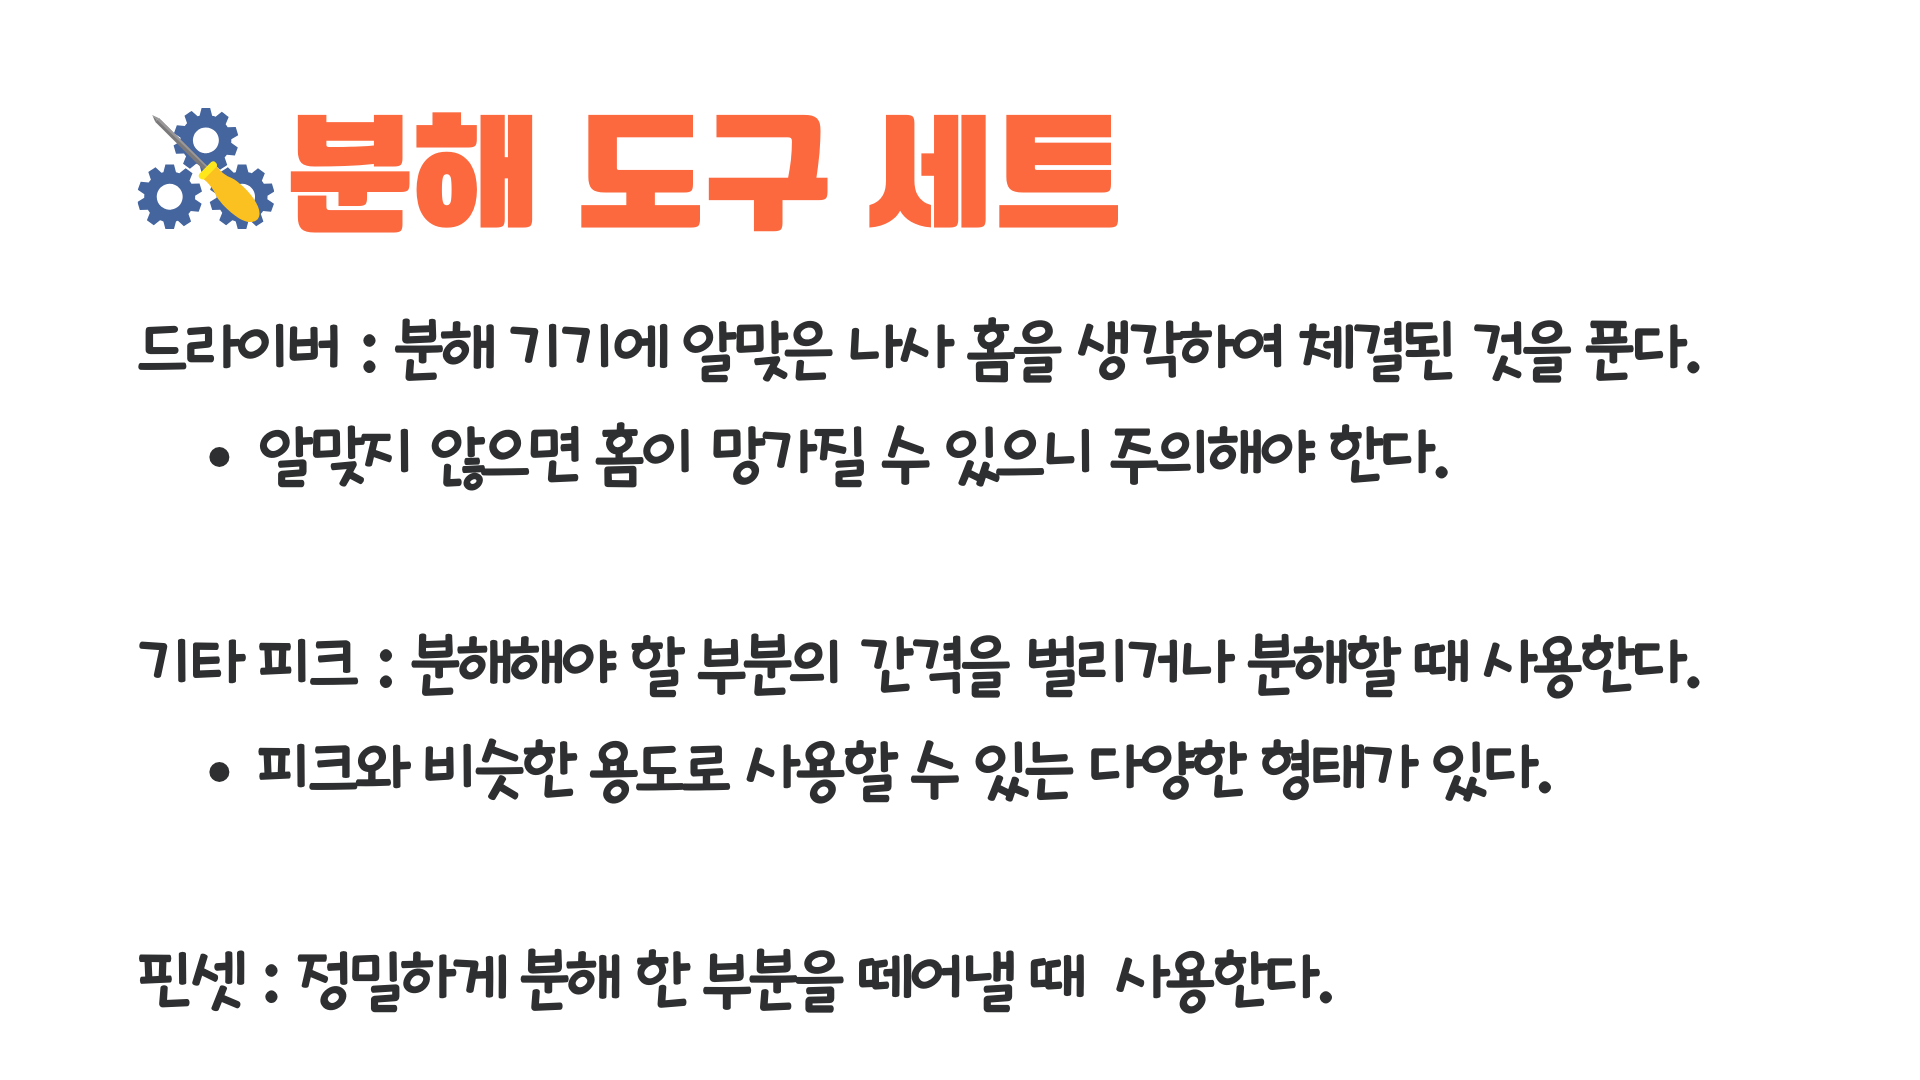 분해 도구 세트
드라이버 : 분해 기기에 알맞은 나사 홈을 생각하여 체결된 것을 푼다.
• 알맞지 않으면 홈이 망가질 수 있으니 주의해야 한다.
기타 피크 : 분해해야 할 부분의 간격을 벌리거나 분해할 때 사용한다.
• 피크와 비슷한 용도로 사용할 수 있는 다양한 형태가 있다.
핀셋 : 정밀하게 분해 한 부분을 떼어낼 때 사용한다.